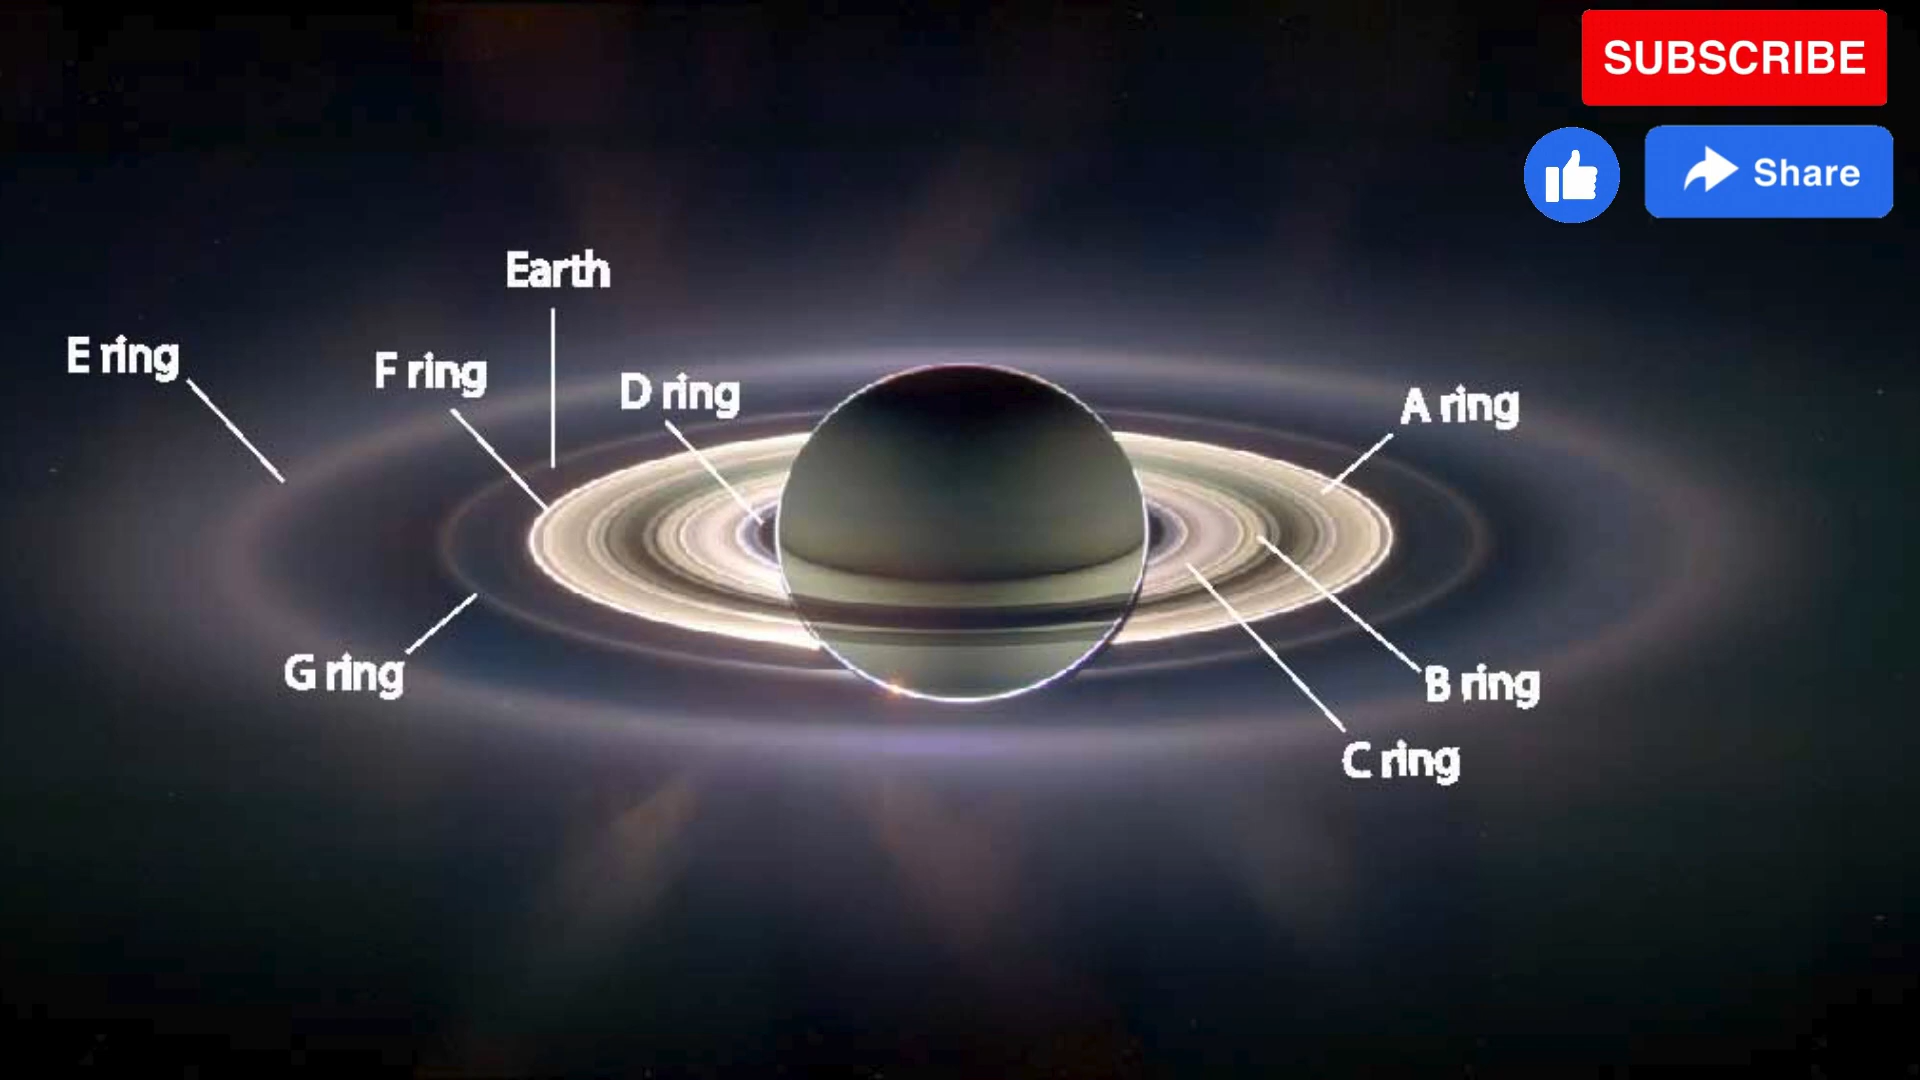 SUBSCRIBE
Share
Earth
E ring
F ring
D ring
A ring
G ring
B ring
C ring